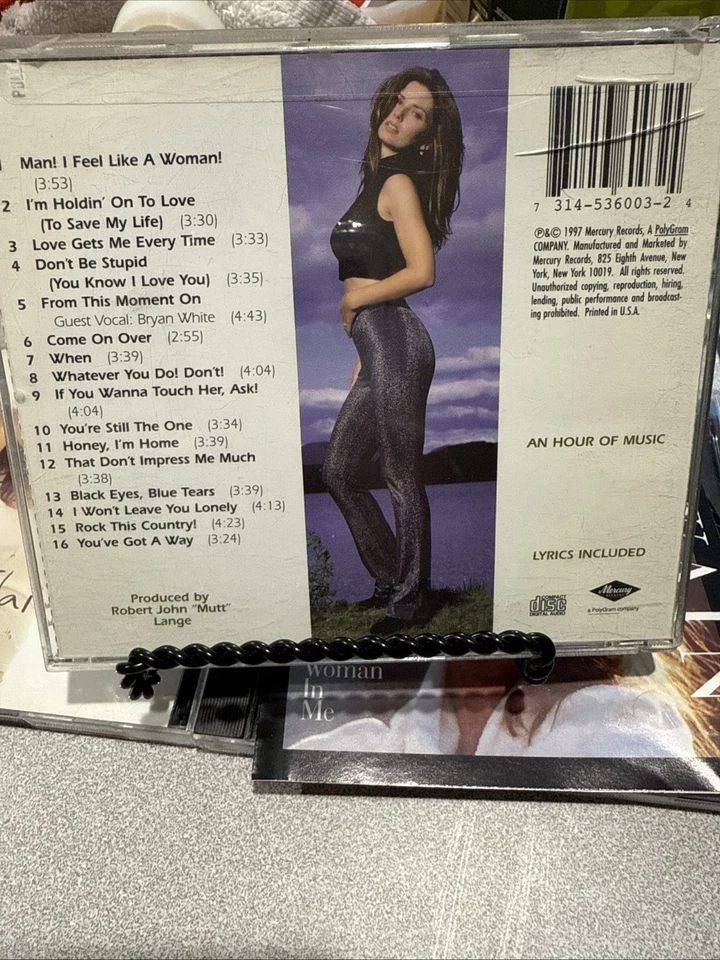 PULL
1 Man! I Feel Like A Woman!
(3:53)
2 I'm Holdin' On To Love
(To Save My Life) (3:30)
3 Love Gets Me Every Time (3:33)
4 Don't Be Stupid
(You Know I Love You) (3:35)
5 From This Moment On
Guest Vocal: Bryan White (4:43)
6 Come On Over (2:55)
7 When (3:39)
8 Whatever You Do! Don't! (4:04)
9 If You Wanna Touch Her, Ask!
(4:04)
10 You're Still The One (3:34)
11 Honey, I'm Home (3:39)
12 That Don't Impress Me Much
(3:38)
13 Black Eyes, Blue Tears (3:39)
14 I Won't Leave You Lonely (4:13)
15 Rock This Country! (4:23)
16 You've Got A Way (3:24)
Produced by
Robert John "Mutt"
Lange
7 314-536003-2 4
℗&© 1997 Mercury Records, A PolyGram
COMPANY. Manufactured and Marketed by
Mercury Records, 825 Eighth Avenue, New
York, New York 10019. All rights reserved.
Unauthorized copying, reproduction, hiring,
lending, public performance and broadcast-
ing prohibited. Printed in U.S.A.
AN HOUR OF MUSIC
LYRICS INCLUDED
COMPACT
disc
DIGITAL AUDIO
Mercury
a PolyGram company
Woman
In
Me